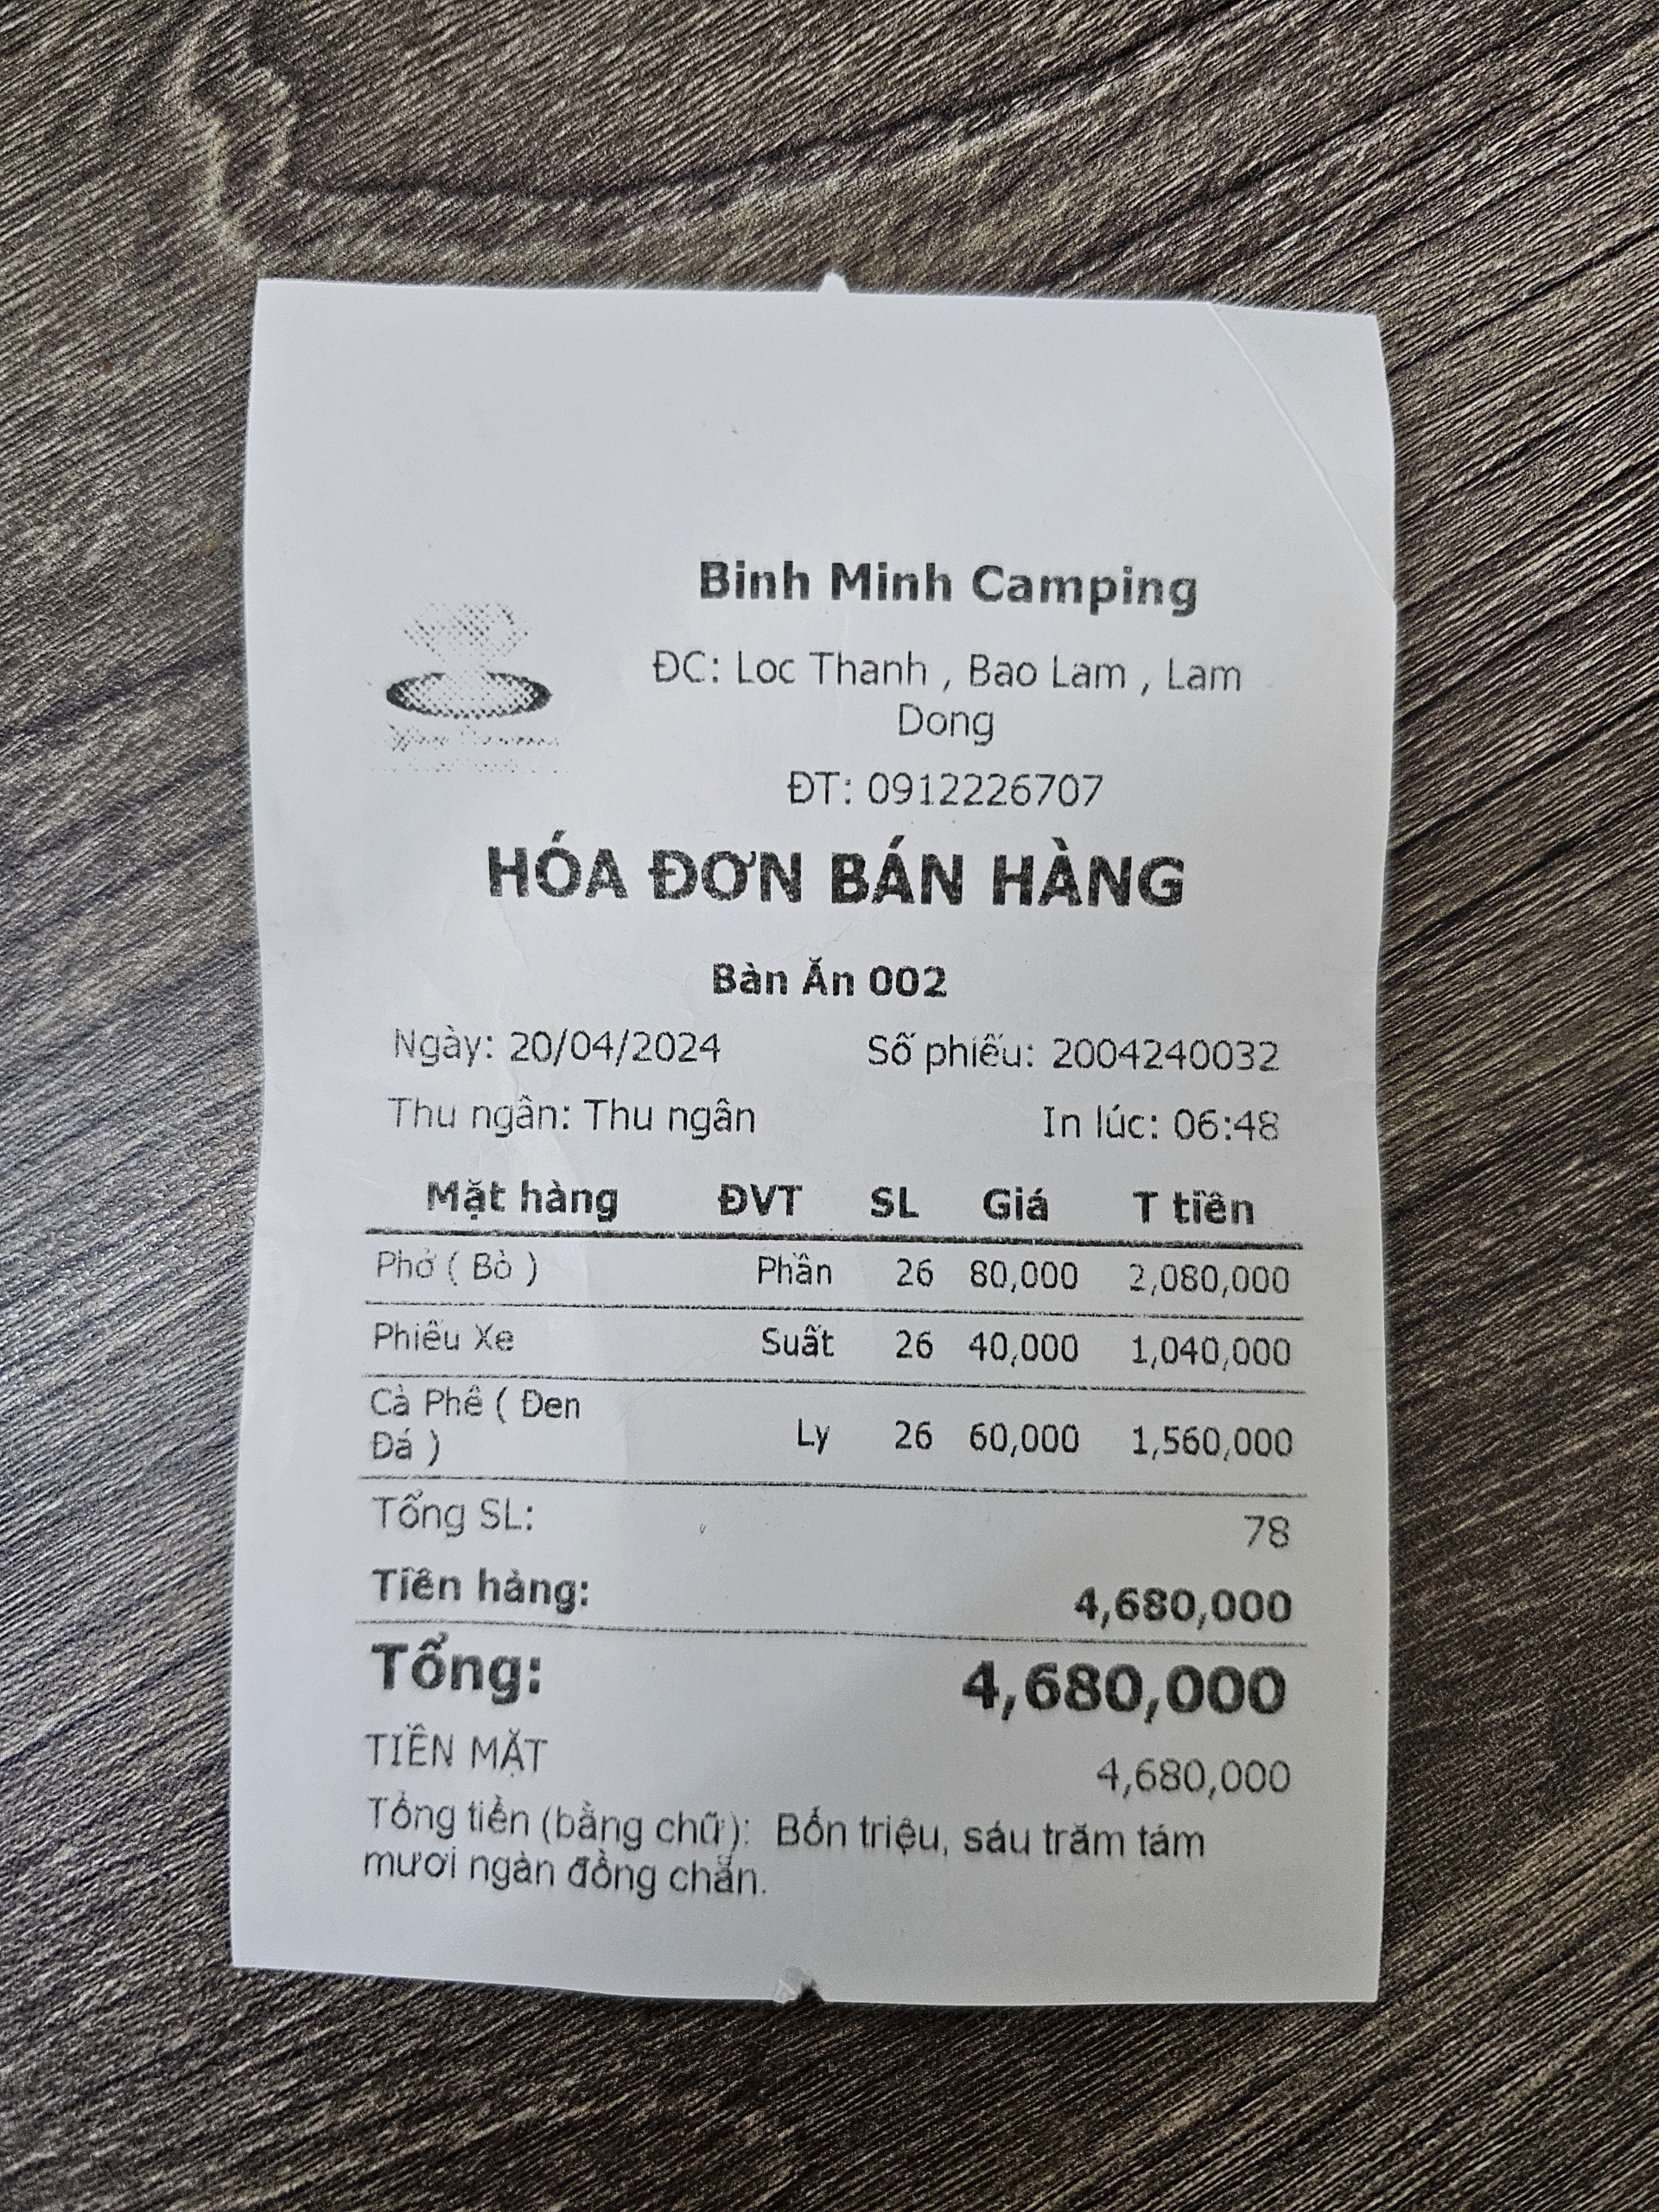 Binh Minh Camping
ĐC: Loc Thanh , Bao Lam , Lam
Dong
ĐT: 0912226707
HÓA ĐƠN BÁN HÀNG
Bàn Ăn 002
Ngày: 20/04/2024 Số phiếu: 2004240032
Thu ngân: Thu ngân In lúc: 06:48
Mặt hàng ĐVT SL Giá T tiền
Phở ( Bò ) Phần 26 80,000 2,080,000
Phiếu Xe Suất 26 40,000 1,040,000
Cà Phê ( Đen
Đá ) Ly 26 60,000 1,560,000
Tổng SL: 78
Tiền hàng: 4,680,000
Tổng: 4,680,000
TIỀN MẶT 4,680,000
Tổng tiền (bằng chữ): Bốn triệu, sáu trăm tám
mươi ngàn đồng chẵn.